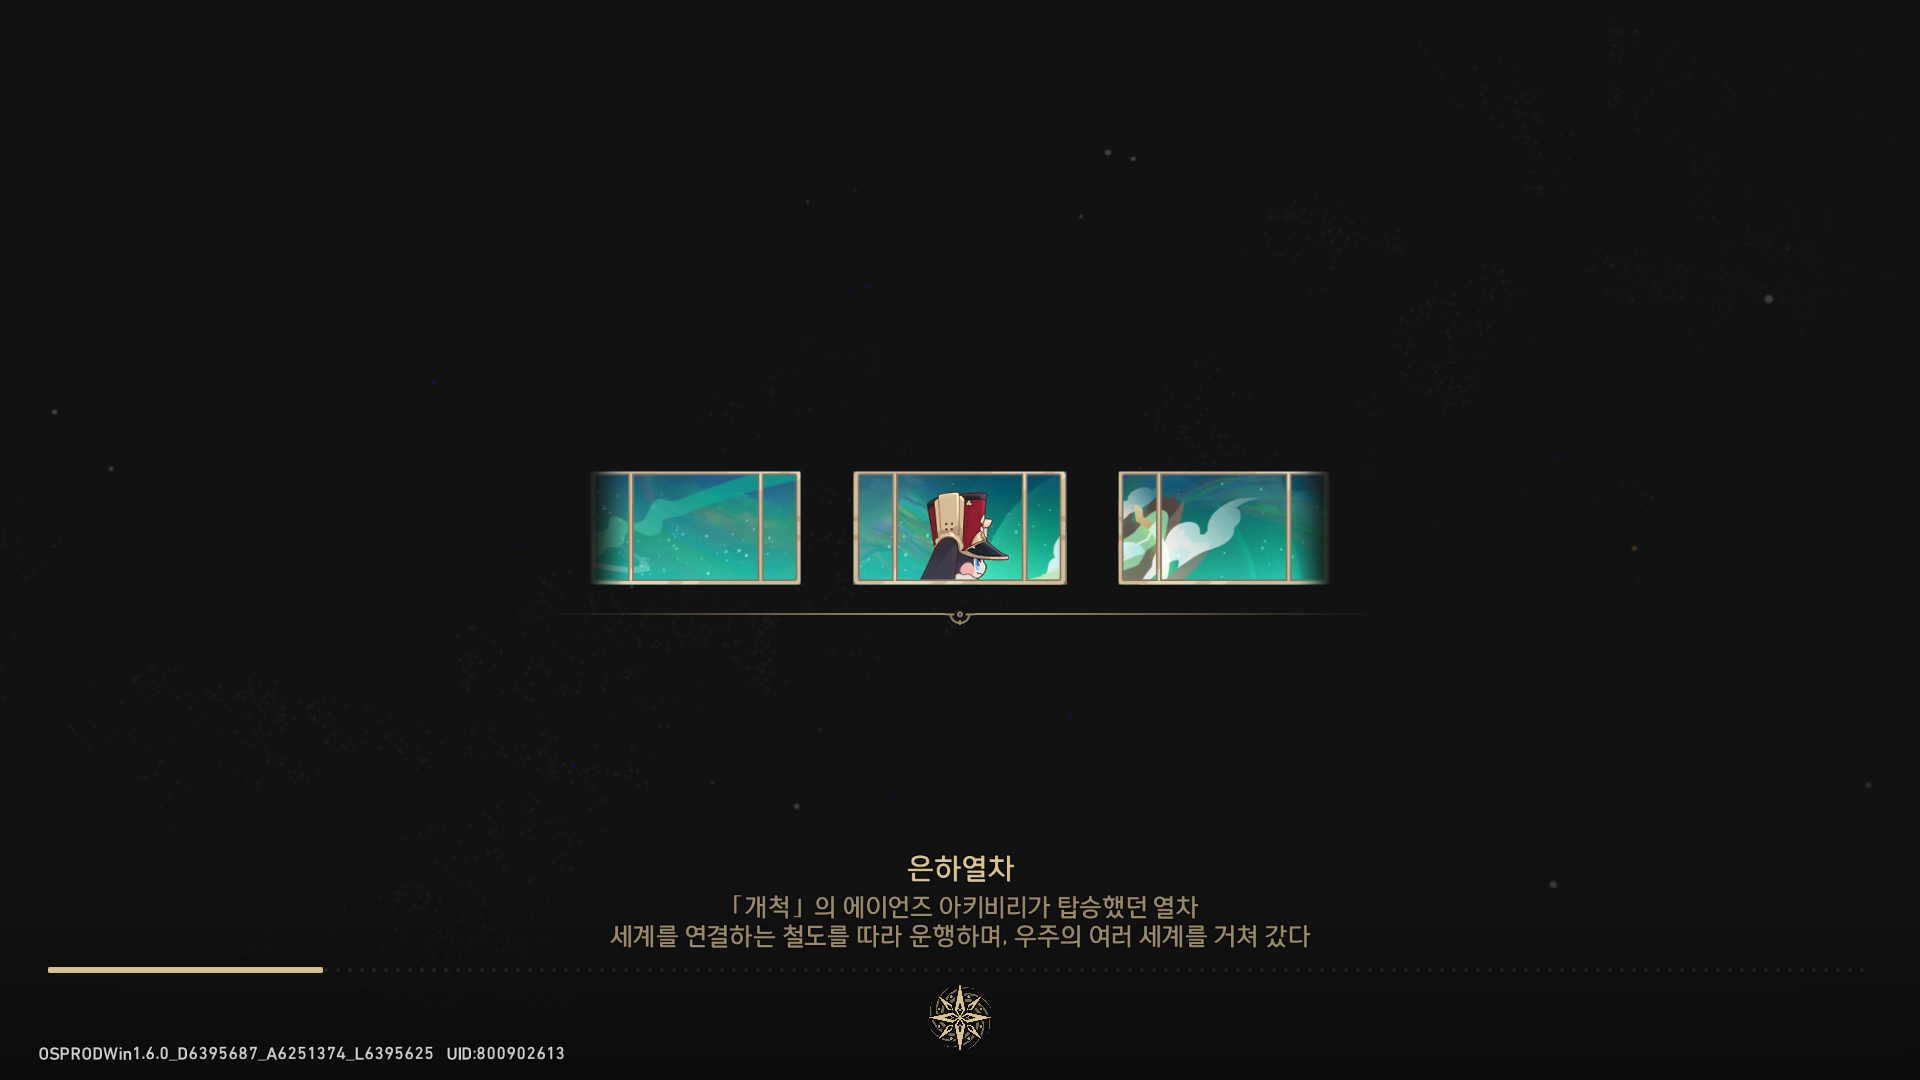 은하열차
「개척」의 에이언즈 아키비리가 탑승했던 열차
세계를 연결하는 철도를 따라 운행하며, 우주의 여러 세계를 거쳐 갔다
OSPRODWin1.6.0_D6395687_A6251374_L6395625 UID:800902613